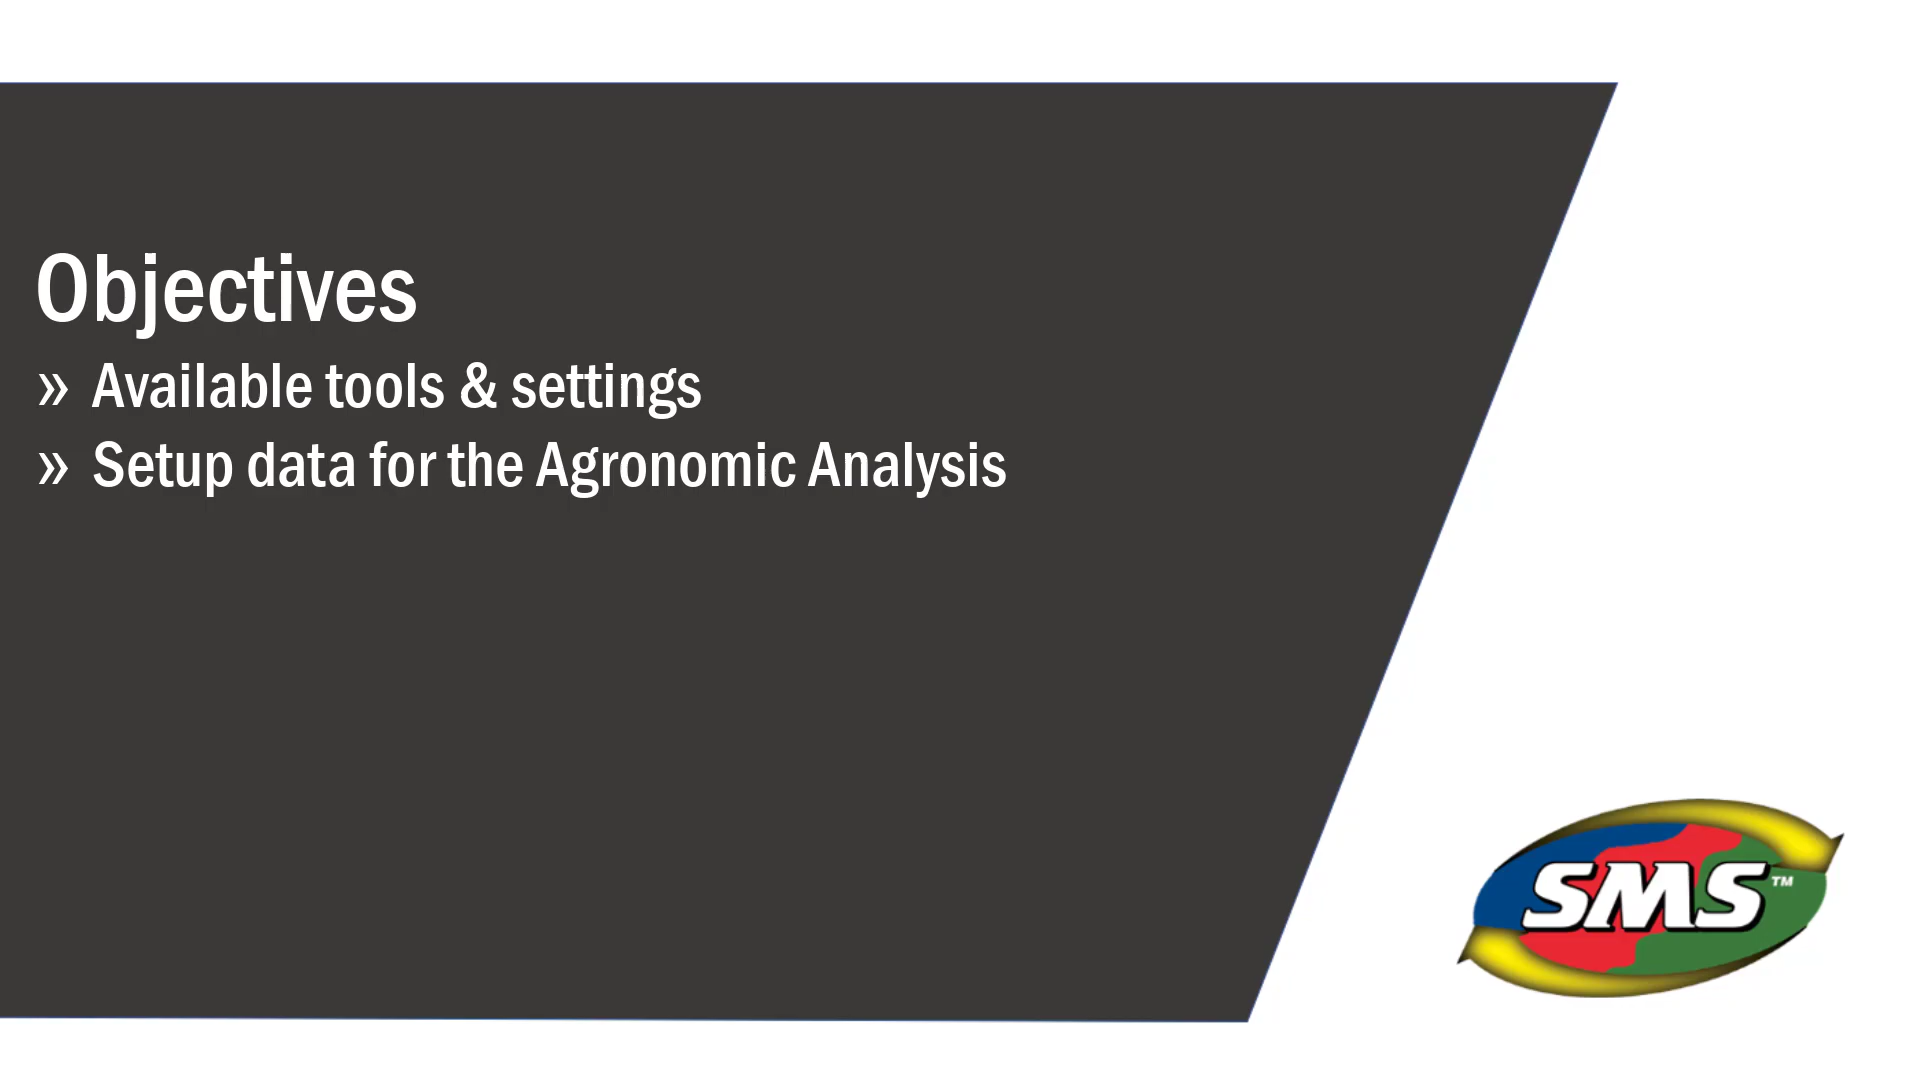 Objectives
» Available tools & settings
» Setup data for the Agronomic Analysis
SMS™